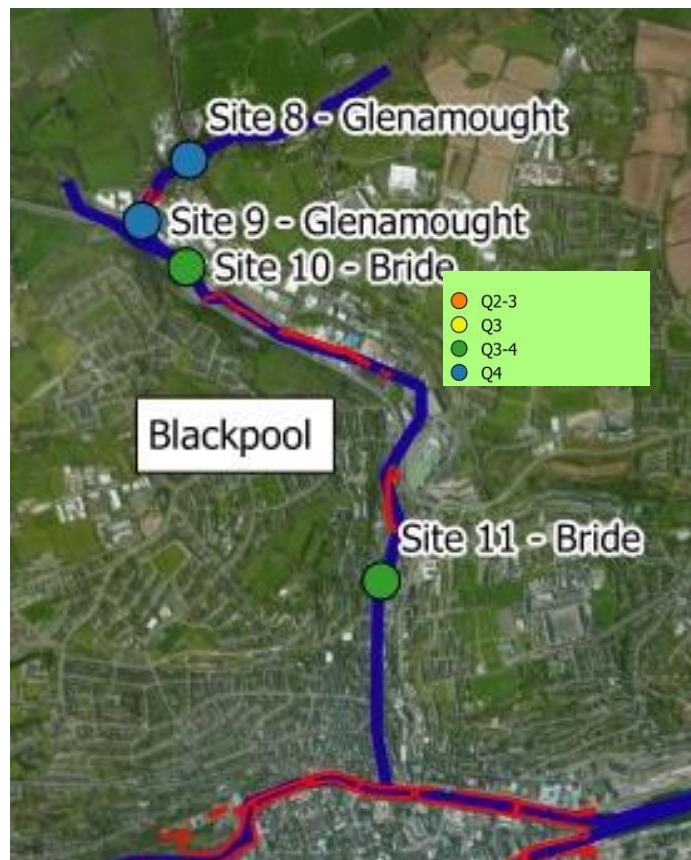 Site 8 - Glenamought
Site 9 - Glenamought
Site 10 - Bride
Q2-3
Q3
Q3-4
Q4
Blackpool
Site 11 - Bride